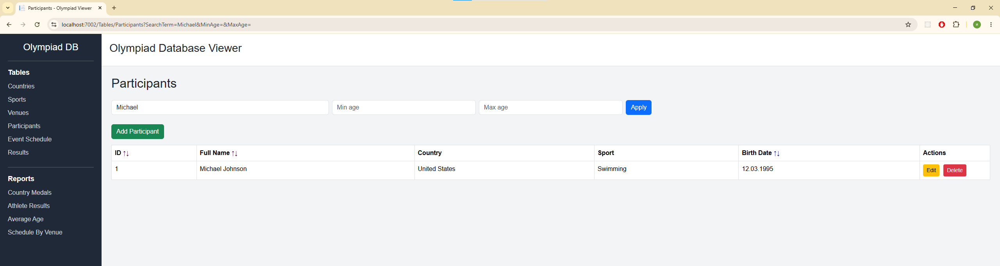 Participants - Olympiad Viewer
localhost:7002/Tables/Participants?SearchTerm=Michael&MinAge=&MaxAge=
и
Olympiad DB
Tables
Countries
Sports
Venues
Participants
Event Schedule
Results
Reports
Country Medals
Athlete Results
Average Age
Schedule By Venue
Olympiad Database Viewer
Participants
Michael Min age Max age Apply
Add Participant
ID ↑↓ Full Name ↑↓ Country Sport Birth Date ↑↓ Actions
1 Michael Johnson United States Swimming 12.03.1995 Edit Delete